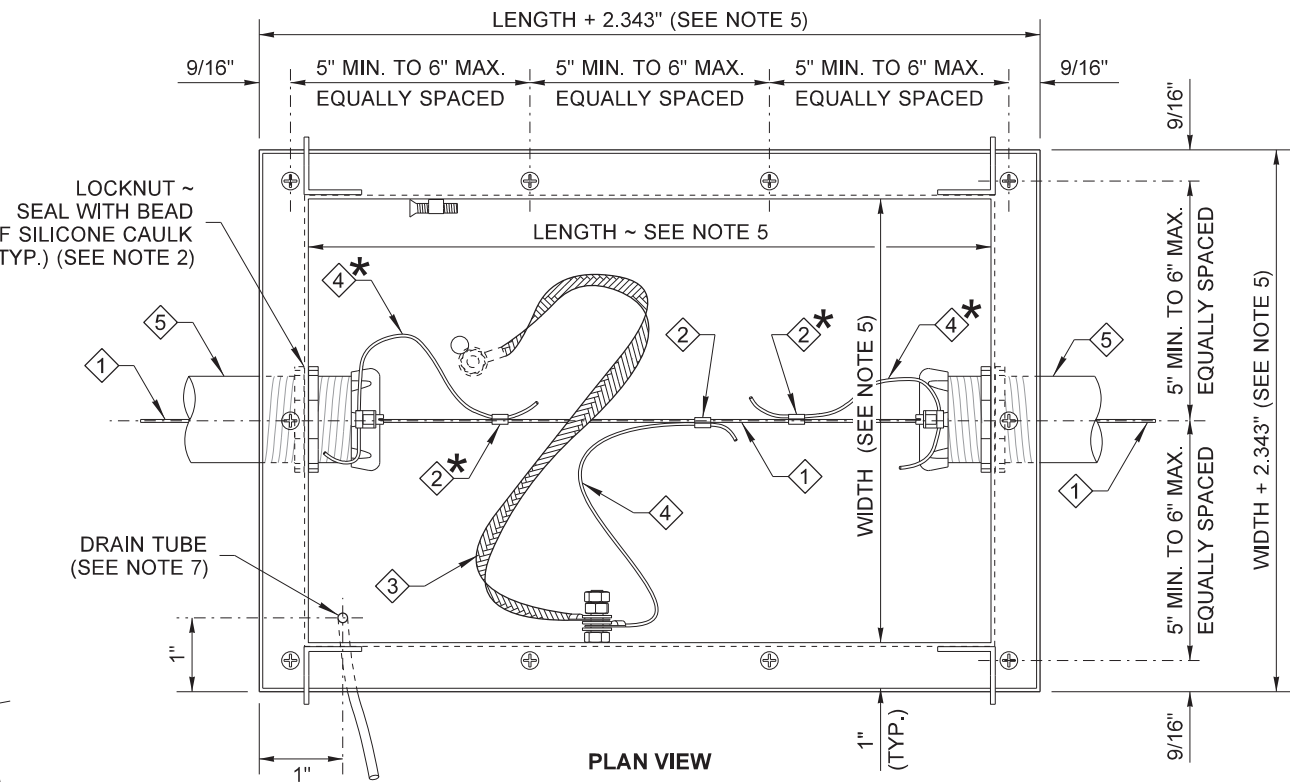 LENGTH + 2.343" (SEE NOTE 5)
9/16"
5" MIN. TO 6" MAX.
EQUALLY SPACED
5" MIN. TO 6" MAX.
EQUALLY SPACED
5" MIN. TO 6" MAX.
EQUALLY SPACED
9/16"
9/16"
LOCKNUT ~
SEAL WITH BEAD
F SILICONE CAULK
TYP.) (SEE NOTE 2)
LENGTH ~ SEE NOTE 5
4*
5
1
2
2*
4*
5
1
2*
1
4
3
WIDTH (SEE NOTE 5)
5" MIN. TO 6" MAX.
EQUALLY SPACED
5" MIN. TO 6" MAX.
EQUALLY SPACED
WIDTH + 2.343" (SEE NOTE 5)
DRAIN TUBE
(SEE NOTE 7)
1"
1"
1"
(TYP.)
9/16"
PLAN VIEW